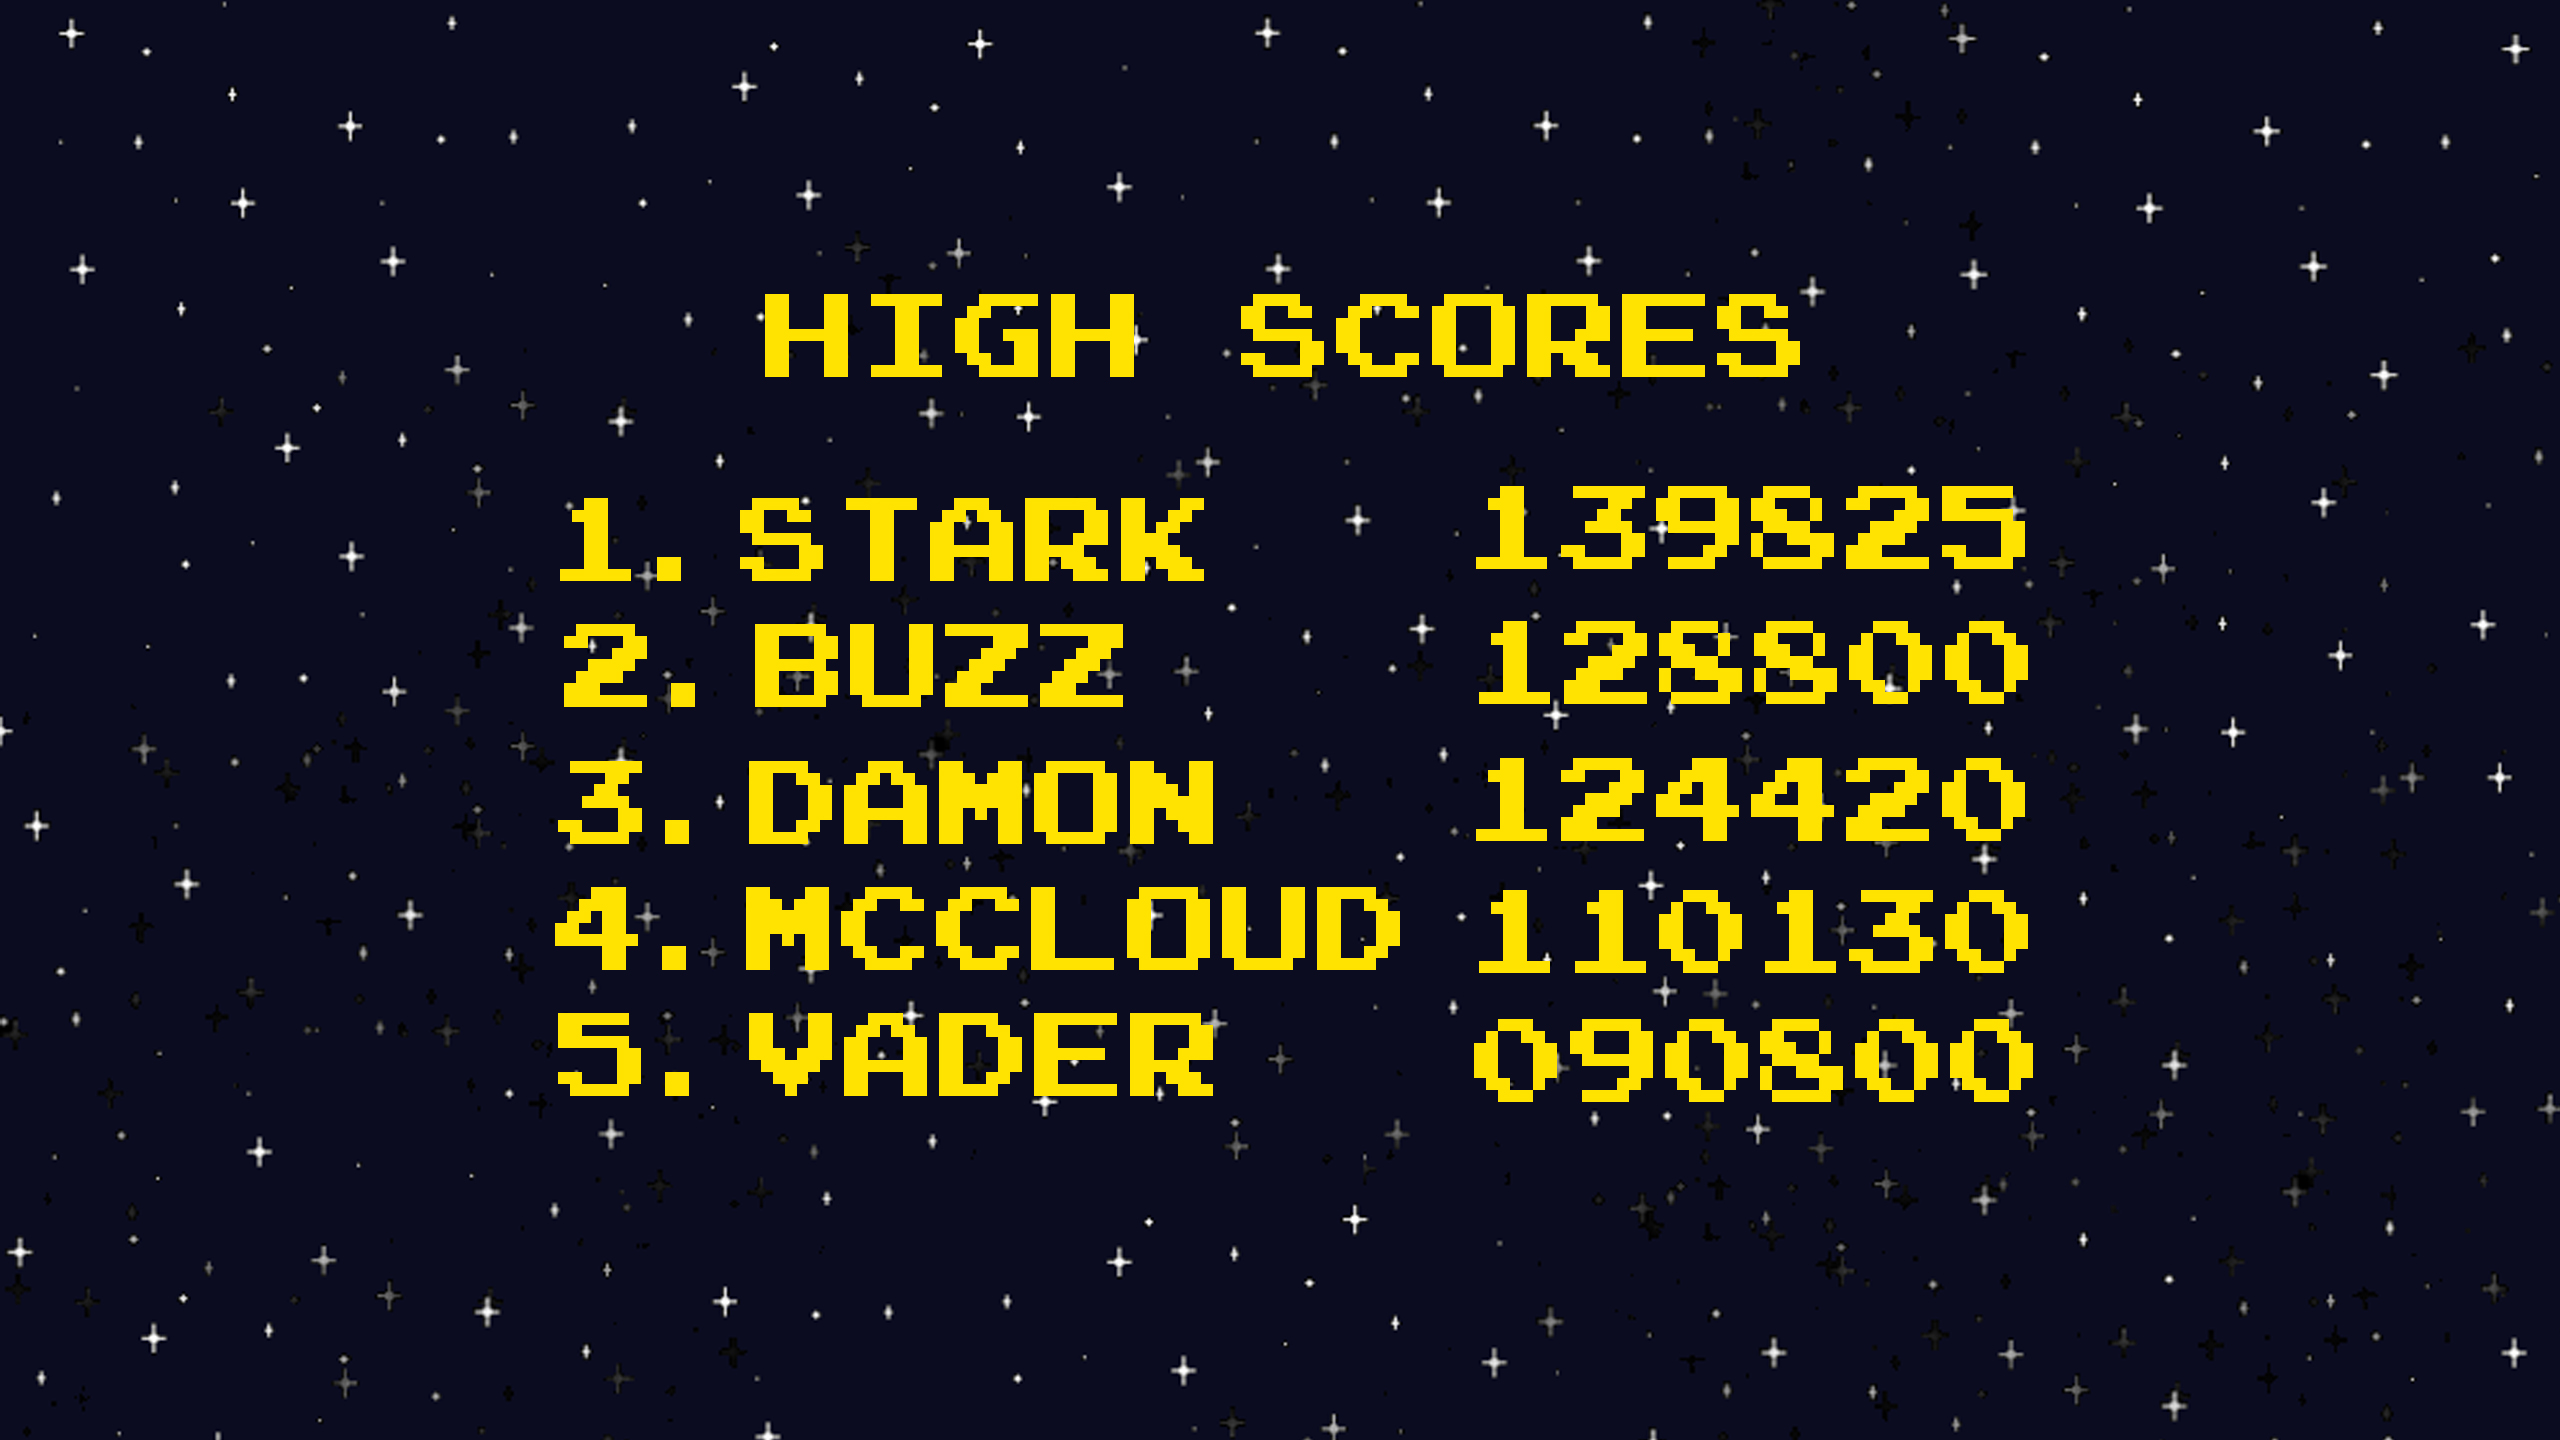 HIGH SCORES
1. STARK 139825
2. BUZZ 128800
3. DAMON 124420
4. MCCLOUD 110130
5. VADER 090800